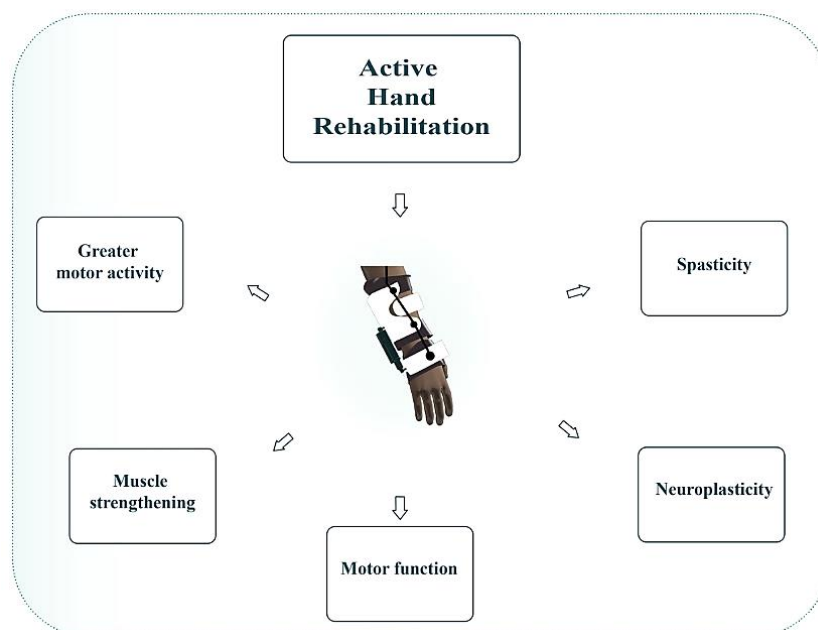 Active
Hand
Rehabilitation
Greater
motor activity
Spasticity
Muscle
strengthening
Neuroplasticity
Motor function